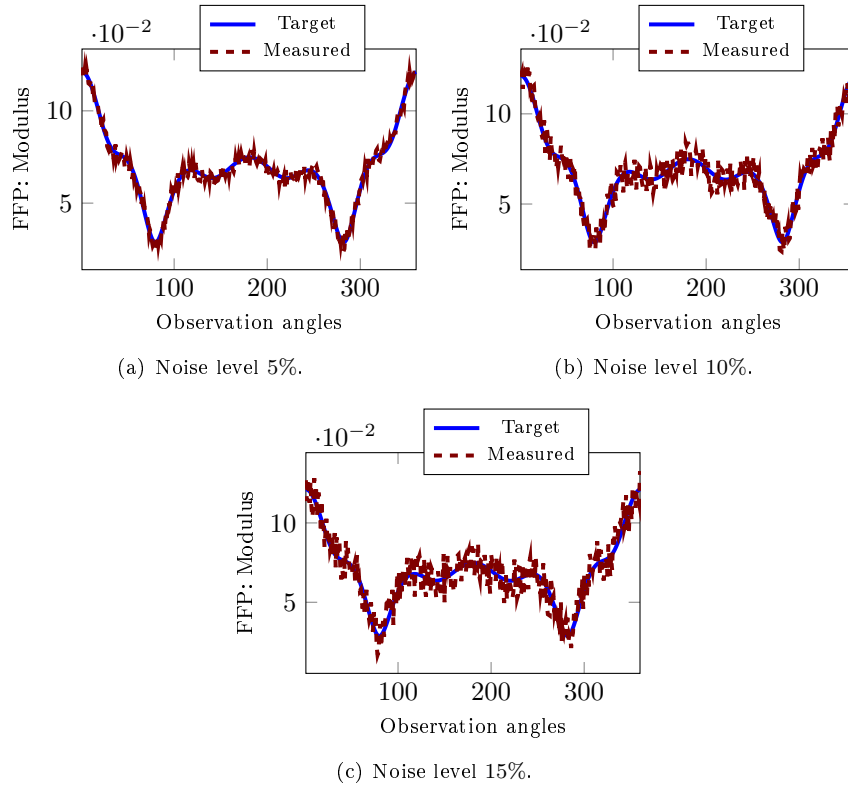 Target
Measured
·10⁻²
10
5
FFP: Modulus
100
200
300
Observation angles
(a) Noise level 5%.
Target
Measured
·10⁻²
10
5
FFP: Modulus
100
200
300
Observation angles
(b) Noise level 10%.
Target
Measured
·10⁻²
10
5
FFP: Modulus
100
200
300
Observation angles
(c) Noise level 15%.